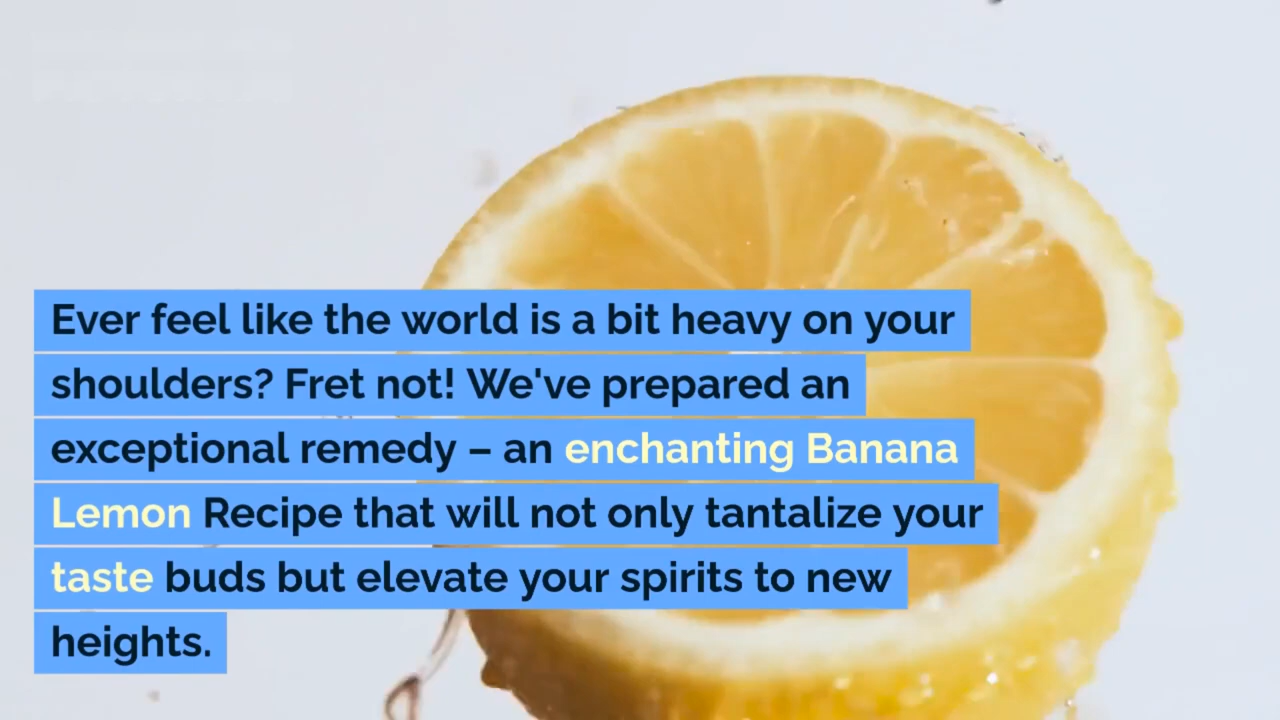 Ever feel like the world is a bit heavy on your
shoulders? Fret not! We've prepared an
exceptional remedy – an enchanting Banana
Lemon Recipe that will not only tantalize your
taste buds but elevate your spirits to new
heights.